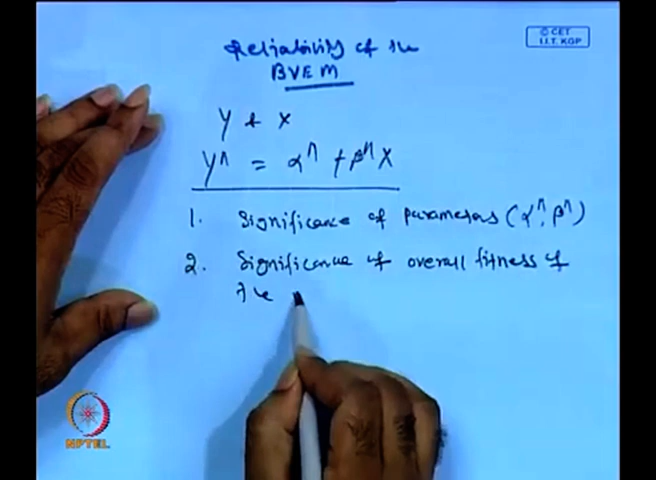 Reliability of the
BVEM
© CET
I.I.T. KGP
Y & X
Y^ = α^ + β^ X
1. Significance of parameters (α^, β^)
2. Significance of overall fitness of
the
NPTEL